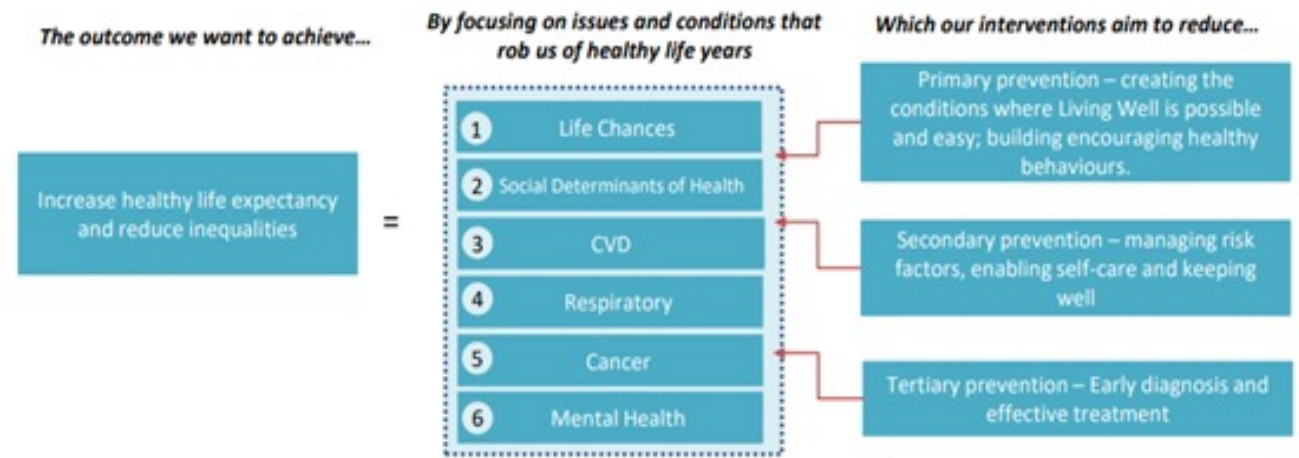 The outcome we want to achieve…
Increase healthy life expectancy
and reduce inequalities
=
By focusing on issues and conditions that
rob us of healthy life years
1 Life Chances
2 Social Determinants of Health
3 CVD
4 Respiratory
5 Cancer
6 Mental Health
Which our interventions aim to reduce…
Primary prevention – creating the
conditions where Living Well is possible
and easy; building encouraging healthy
behaviours.
Secondary prevention – managing risk
factors, enabling self-care and keeping
well
Tertiary prevention – Early diagnosis and
effective treatment